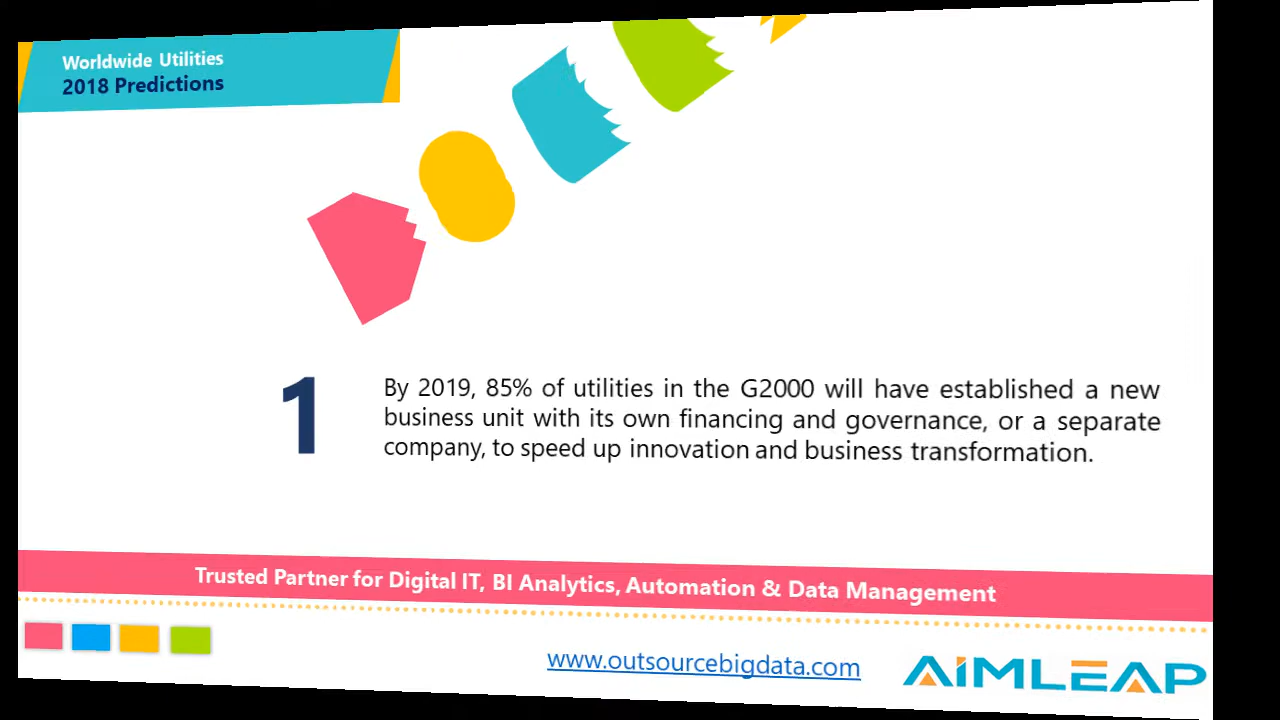 Worldwide Utilities
2018 Predictions
1
By 2019, 85% of utilities in the G2000 will have established a new
business unit with its own financing and governance, or a separate
company, to speed up innovation and business transformation.
Trusted Partner for Digital IT, BI Analytics, Automation & Data Management
www.outsourcebigdata.com
AiMLEAP